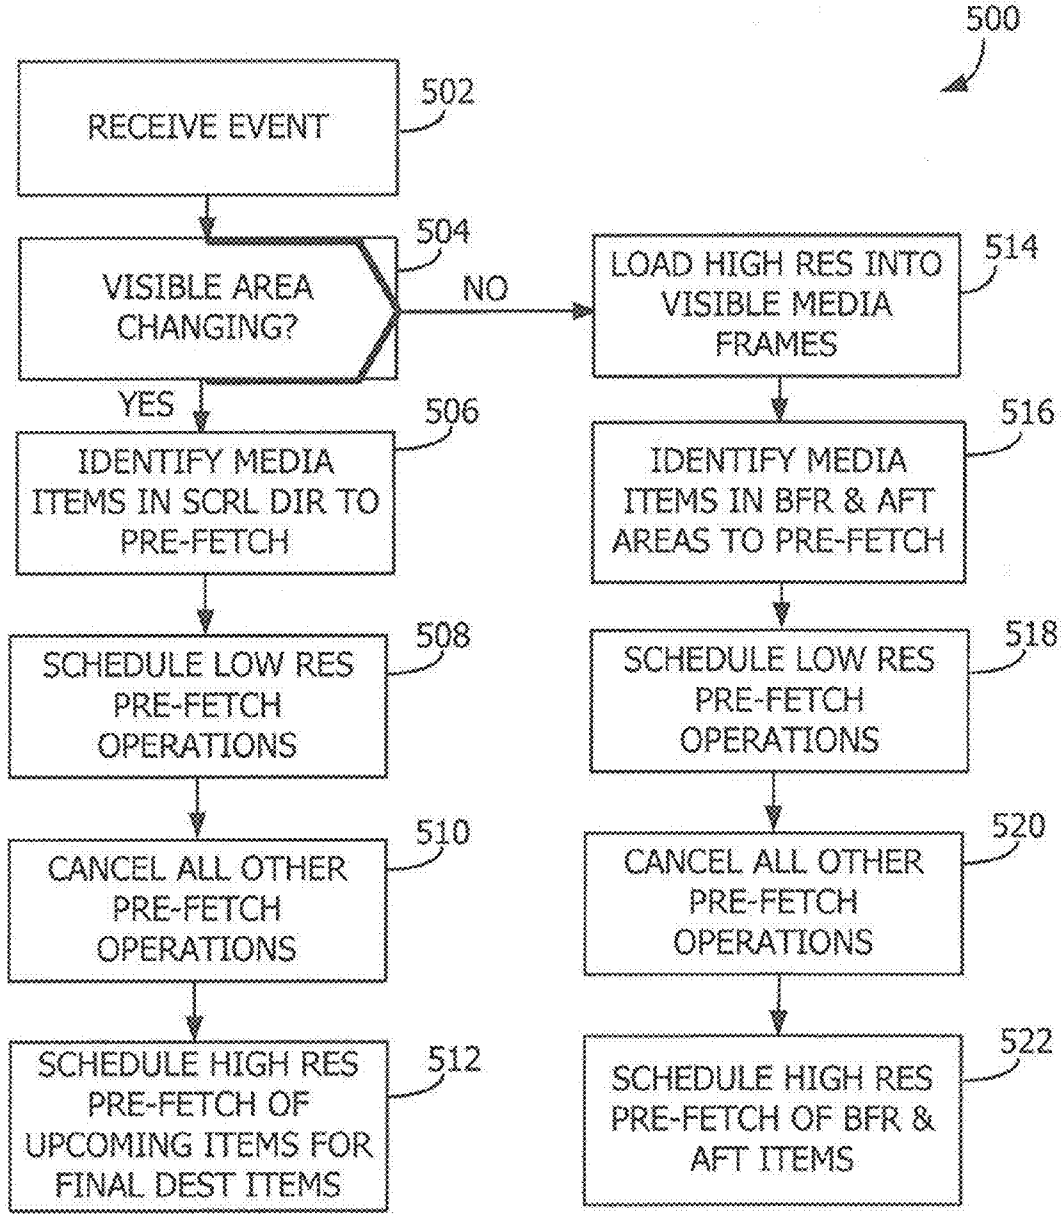 500
RECEIVE EVENT
502
VISIBLE AREA
CHANGING?
504
NO
YES
IDENTIFY MEDIA
ITEMS IN SCRL DIR TO
PRE-FETCH
506
SCHEDULE LOW RES
PRE-FETCH
OPERATIONS
508
CANCEL ALL OTHER
PRE-FETCH
OPERATIONS
510
SCHEDULE HIGH RES
PRE-FETCH OF
UPCOMING ITEMS FOR
FINAL DEST ITEMS
512
LOAD HIGH RES INTO
VISIBLE MEDIA
FRAMES
514
IDENTIFY MEDIA
ITEMS IN BFR & AFT
AREAS TO PRE-FETCH
516
SCHEDULE LOW RES
PRE-FETCH
OPERATIONS
518
CANCEL ALL OTHER
PRE-FETCH
OPERATIONS
520
SCHEDULE HIGH RES
PRE-FETCH OF BFR &
AFT ITEMS
522